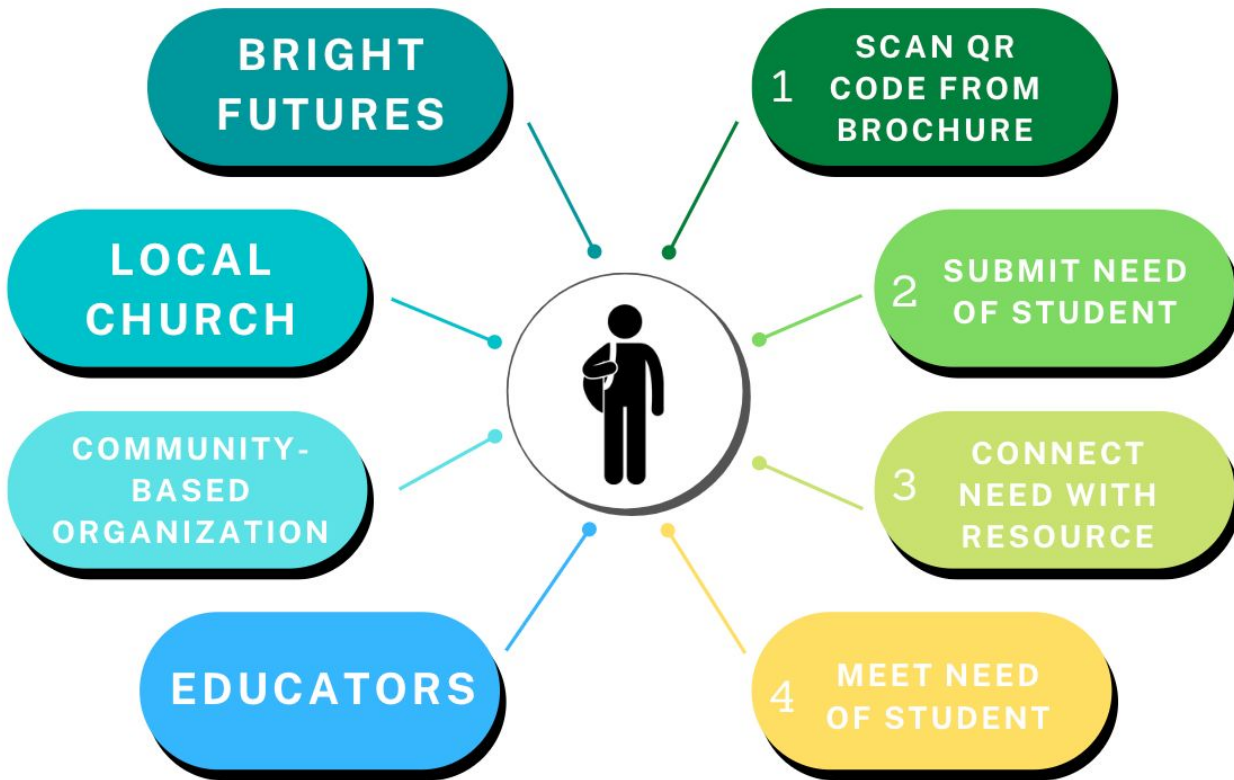 BRIGHT
FUTURES
LOCAL
CHURCH
COMMUNITY-
BASED
ORGANIZATION
EDUCATORS
1
SCAN QR
CODE FROM
BROCHURE
2
SUBMIT NEED
OF STUDENT
3
CONNECT
NEED WITH
RESOURCE
4
MEET NEED
OF STUDENT